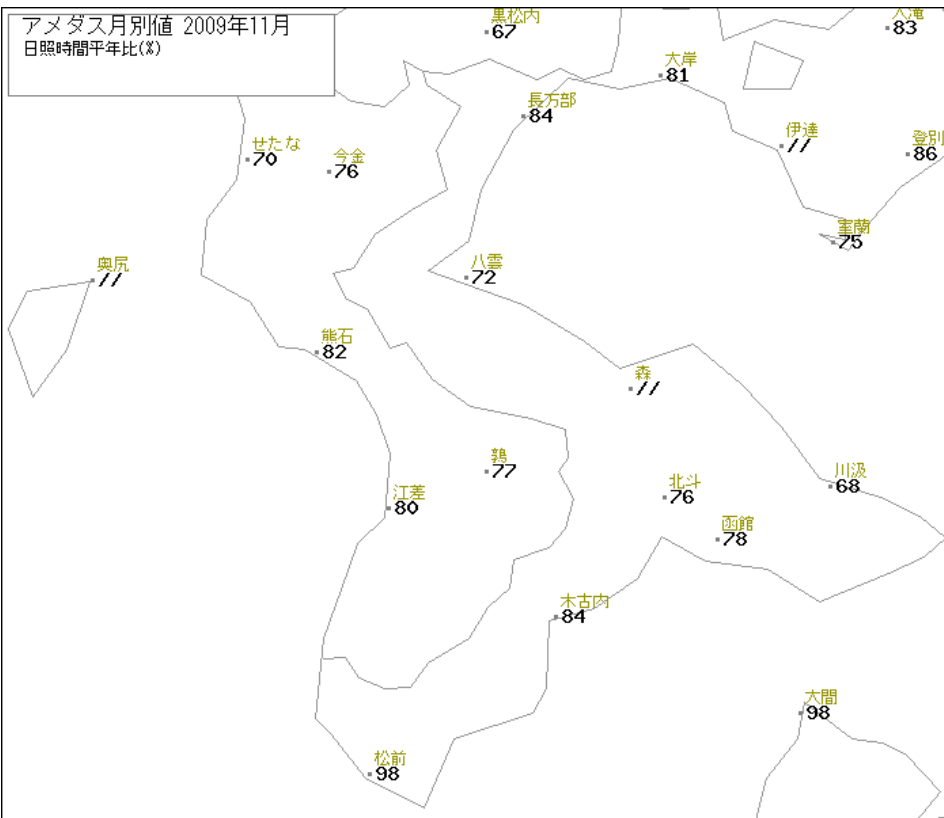 アメダス月別値 2009年11月
日照時間平年比(%)
黒松内
67
大滝
83
大岸
81
長万部
84
伊達
//
登別
86
せたな
70
今金
76
室蘭
75
奥尻
//
八雲
72
熊石
82
森
//
鶉
77
川汲
68
北斗
76
江差
80
函館
78
木古内
84
大間
98
松前
98